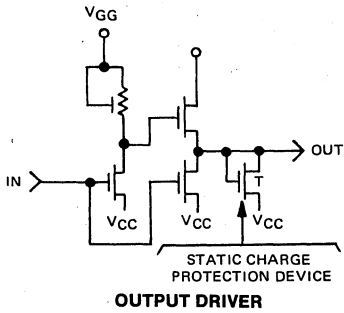 VGG
OUT
IN
T
VCC
VCC
VCC
STATIC CHARGE
PROTECTION DEVICE
OUTPUT DRIVER